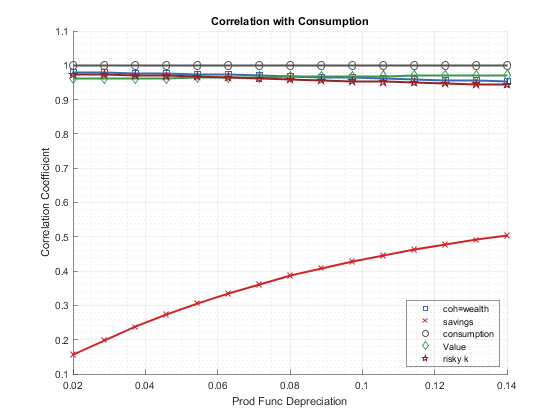 Correlation with Consumption
1.1
1
0.9
0.8
0.7
0.6
0.5
0.4
0.3
0.2
0.1
Correlation Coefficient
0.02
0.04
0.06
0.08
0.1
0.12
0.14
Prod Func Depreciation
coh=wealth
savings
consumption
Value
risky k